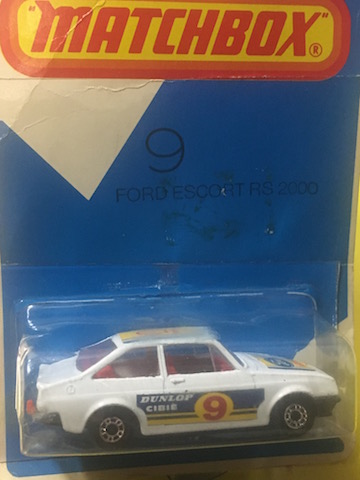 "MATCHBOX"®
9
FORD ESCORT RS 2000
DUNLOP
CIBIÉ
9